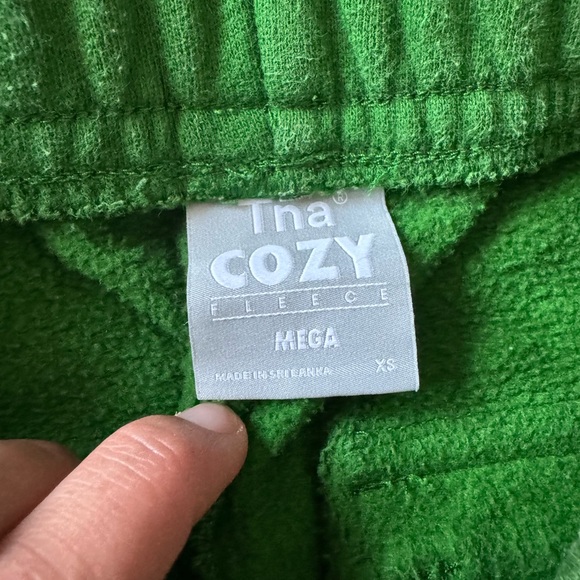 Tna®
COZY
FLEECE
MEGA
MADE IN SRI LANKA XS